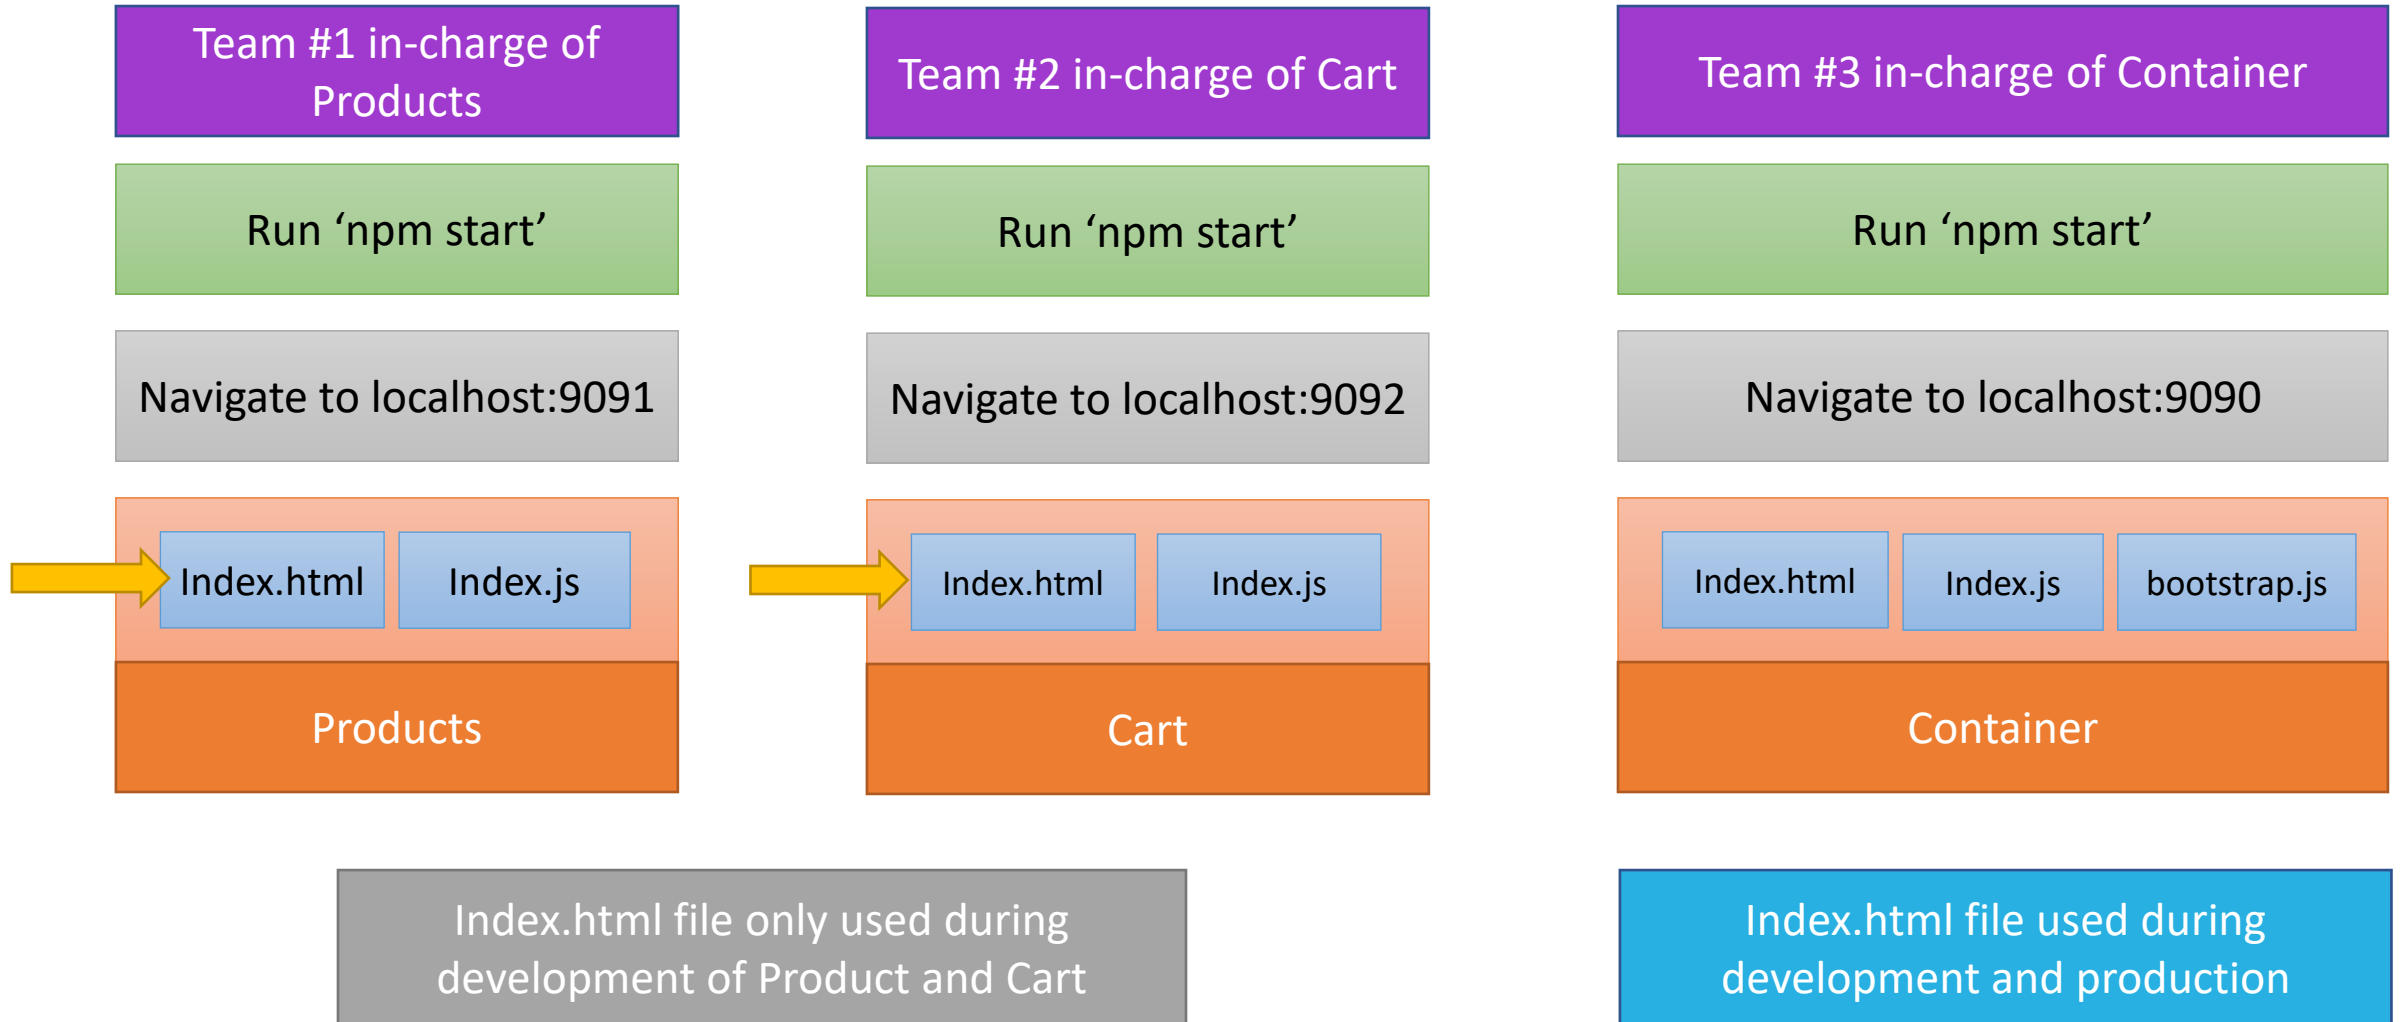 Team #1 in-charge of
Products
Team #2 in-charge of Cart
Team #3 in-charge of Container
Run ‘npm start’
Run ‘npm start’
Run ‘npm start’
Navigate to localhost:9091
Navigate to localhost:9092
Navigate to localhost:9090
Index.html
Index.js
Index.html
Index.js
Index.html
Index.js
bootstrap.js
Products
Cart
Container
Index.html file only used during
development of Product and Cart
Index.html file used during
development and production